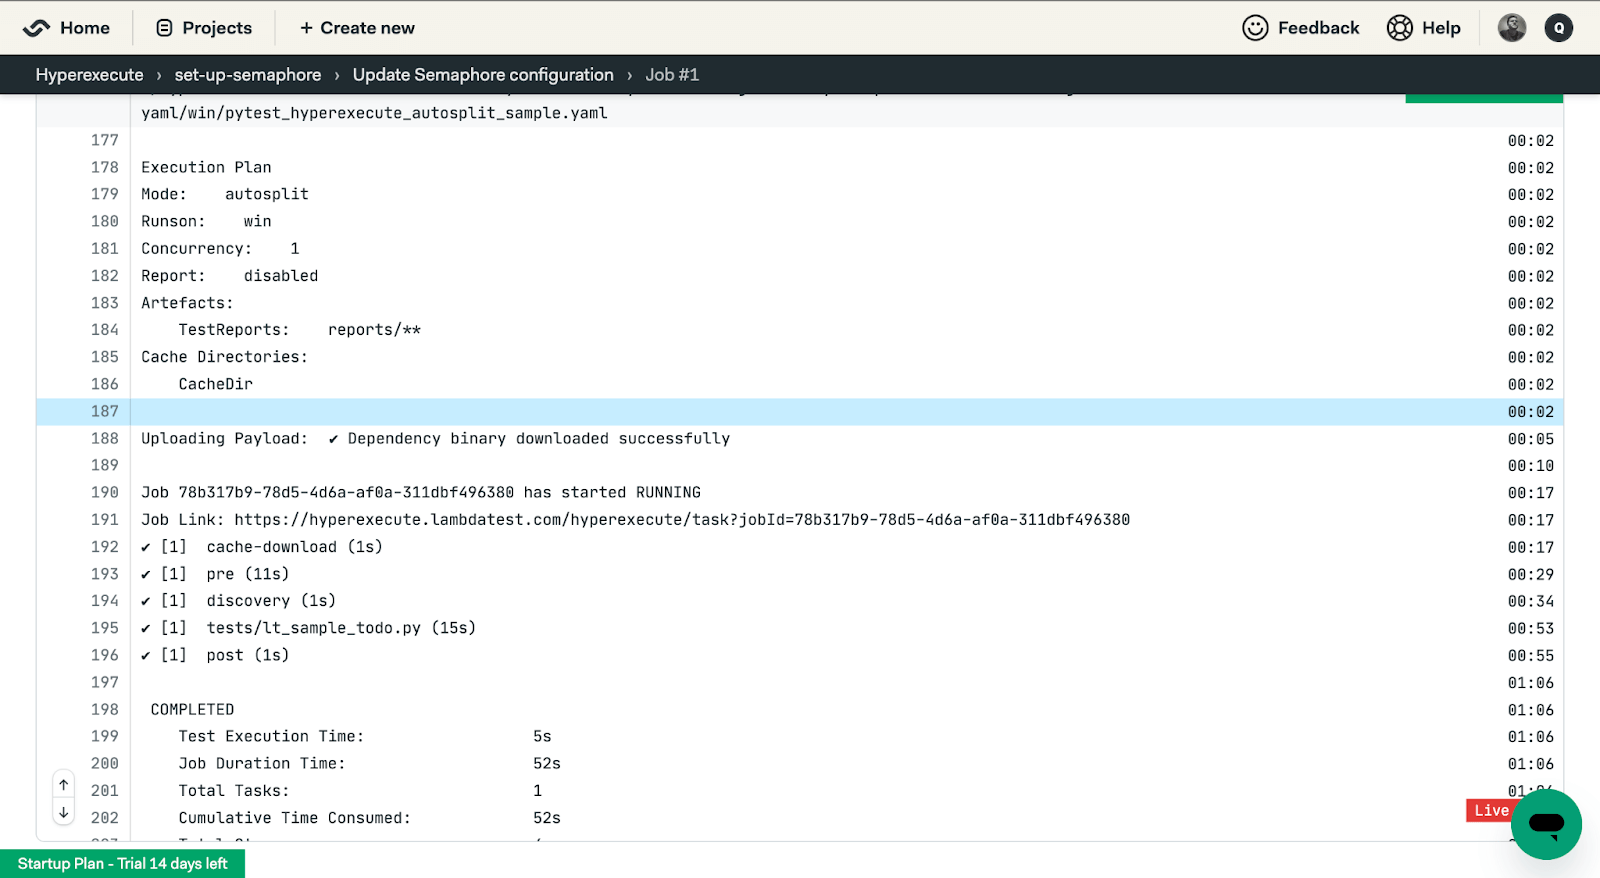 Home Projects + Create new Feedback Help Q
Hyperexecute › set-up-semaphore › Update Semaphore configuration › Job #1
yaml/win/pytest_hyperexecute_autosplit_sample.yaml
177 00:02
178 Execution Plan 00:02
179 Mode: autosplit 00:02
180 Runson: win 00:02
181 Concurrency: 1 00:02
182 Report: disabled 00:02
183 Artefacts: 00:02
184 TestReports: reports/** 00:02
185 Cache Directories: 00:02
186 CacheDir 00:02
187 00:02
188 Uploading Payload: ✔ Dependency binary downloaded successfully 00:05
189 00:10
190 Job 78b317b9-78d5-4d6a-af0a-311dbf496380 has started RUNNING 00:17
191 Job Link: https://hyperexecute.lambdatest.com/hyperexecute/task?jobId=78b317b9-78d5-4d6a-af0a-311dbf496380 00:17
192 ✔ [1] cache-download (1s) 00:17
193 ✔ [1] pre (11s) 00:29
194 ✔ [1] discovery (1s) 00:34
195 ✔ [1] tests/lt_sample_todo.py (15s) 00:53
196 ✔ [1] post (1s) 00:55
197 01:06
198 COMPLETED 01:06
199 Test Execution Time: 5s 01:06
200 Job Duration Time: 52s 01:06
201 Total Tasks: 1 01:06
202 Cumulative Time Consumed: 52s
Live
Startup Plan - Trial 14 days left